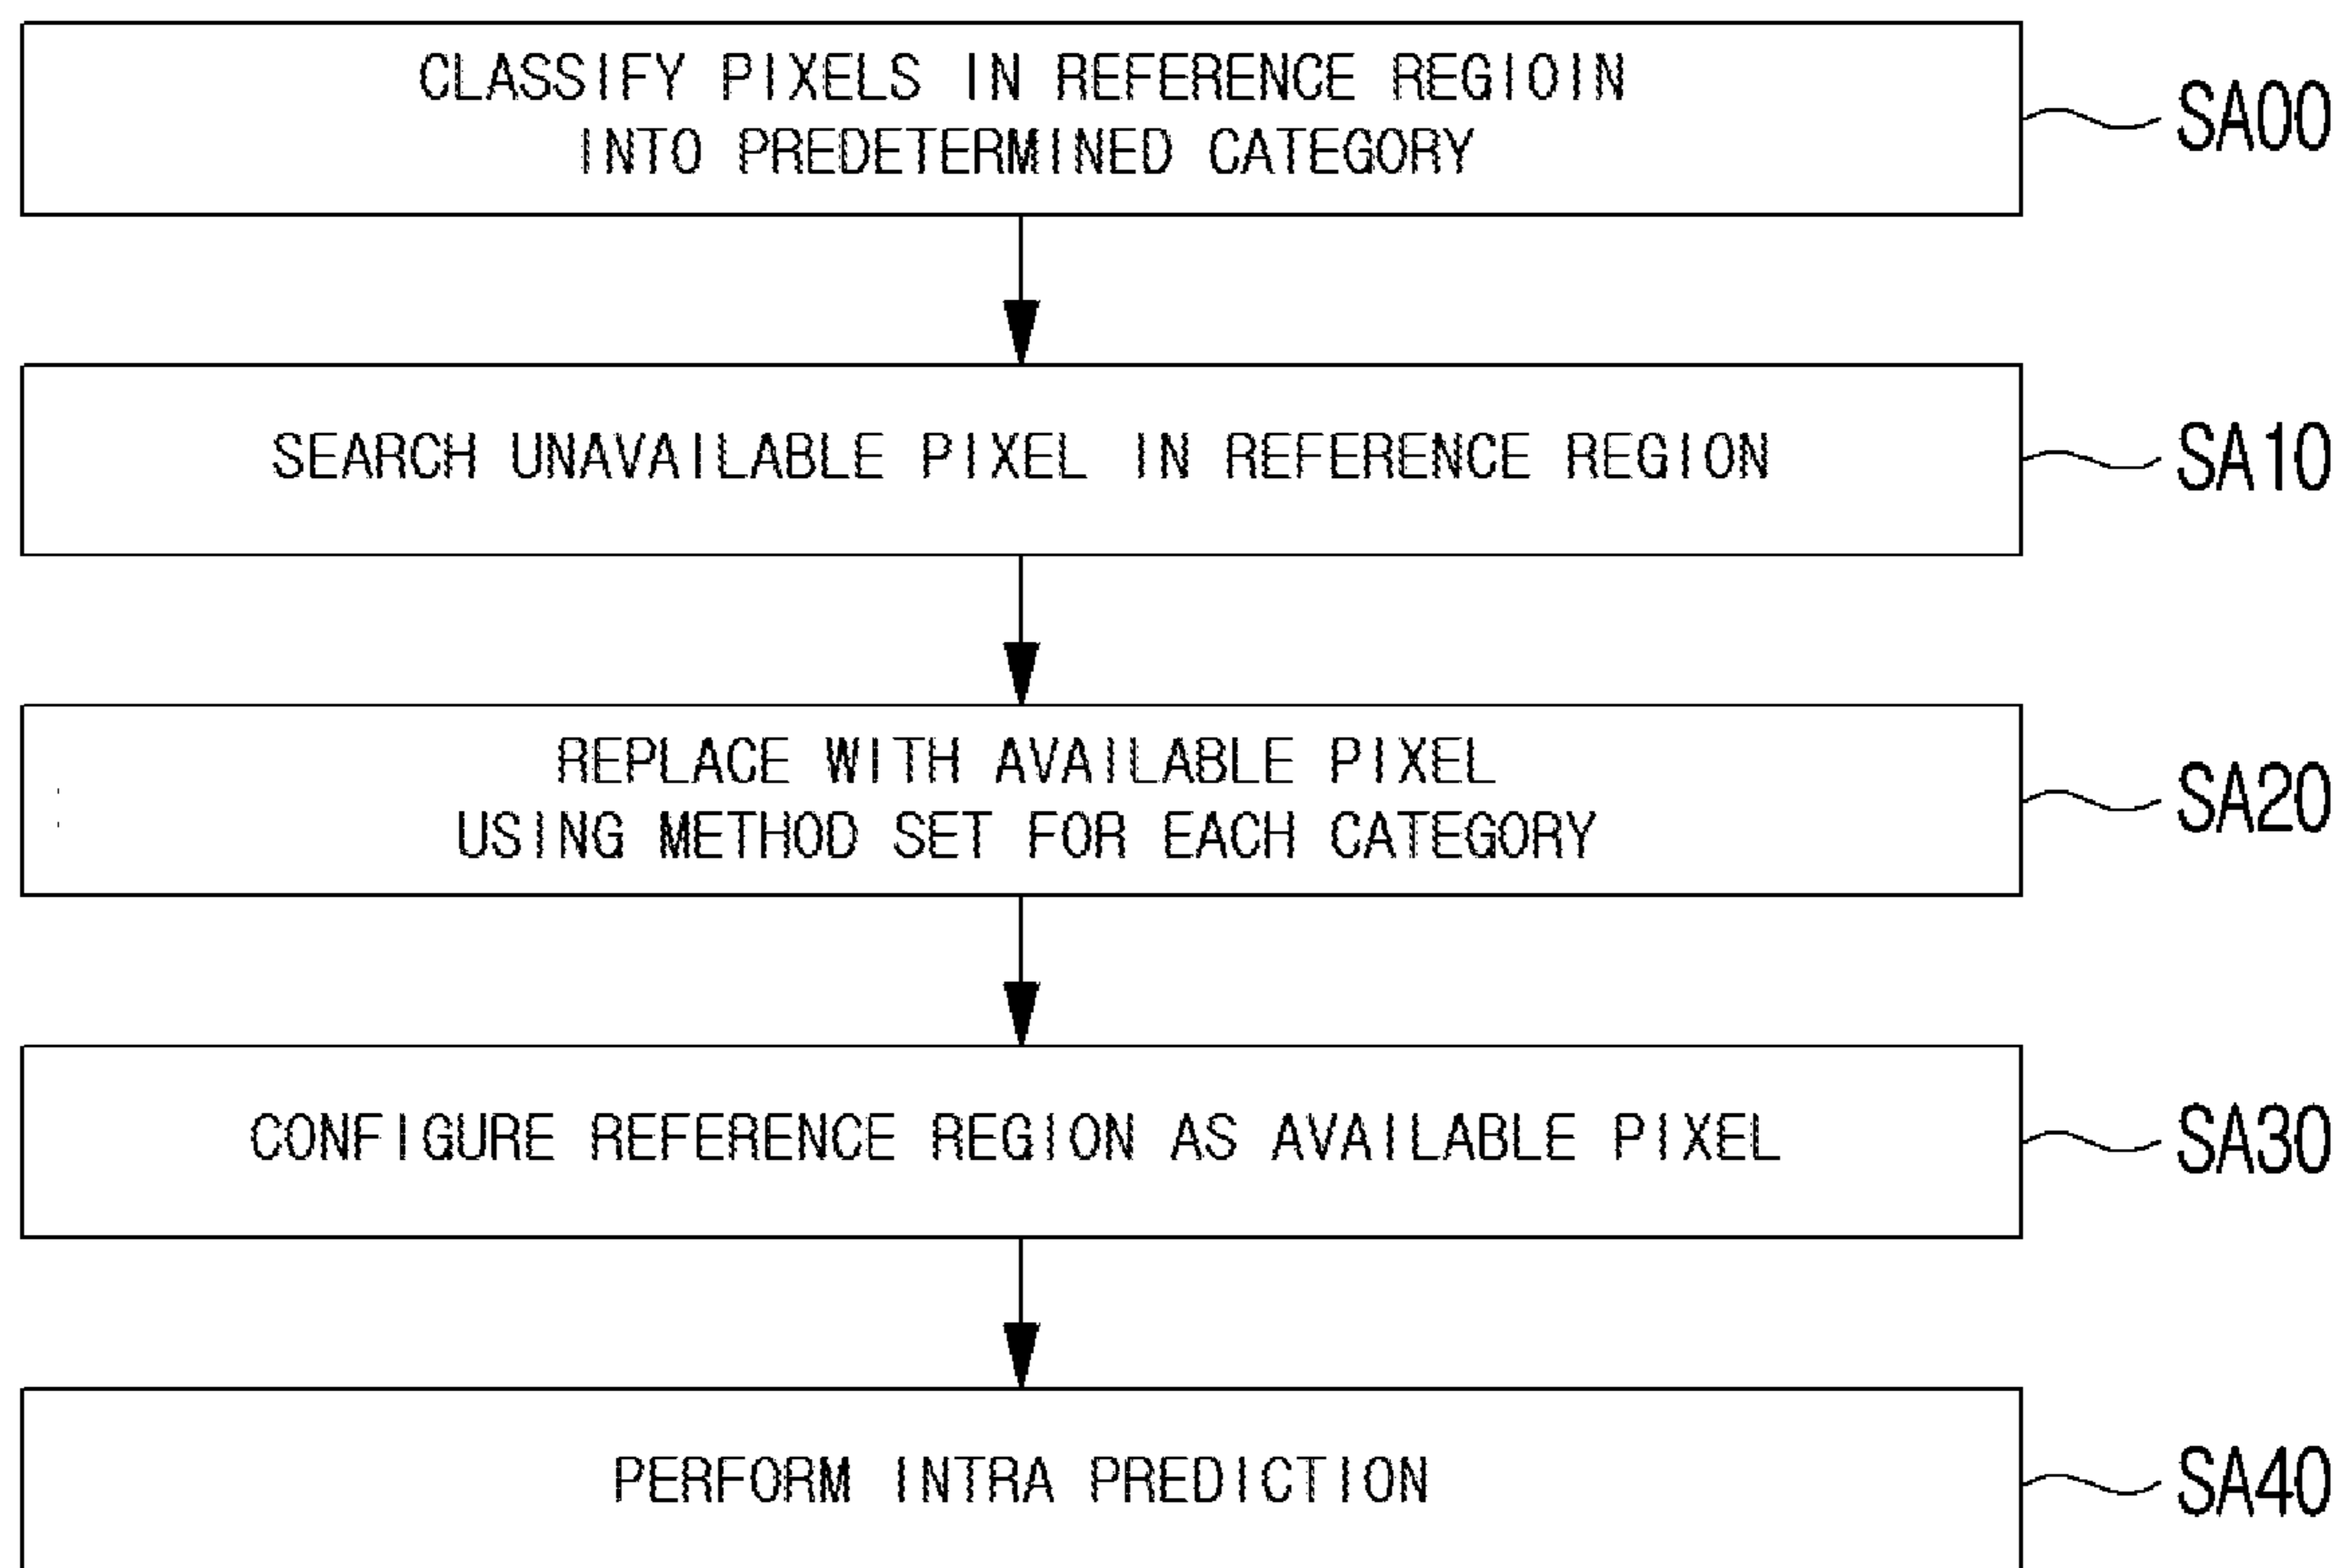 CLASSIFY PIXELS IN REFERENCE REGIOIN
INTO PREDETERMINED CATEGORY
SA00
SEARCH UNAVAILABLE PIXEL IN REFERENCE REGION
SA10
REPLACE WITH AVAILABLE PIXEL
USING METHOD SET FOR EACH CATEGORY
SA20
CONFIGURE REFERENCE REGION AS AVAILABLE PIXEL
SA30
PERFORM INTRA PREDICTION
SA40